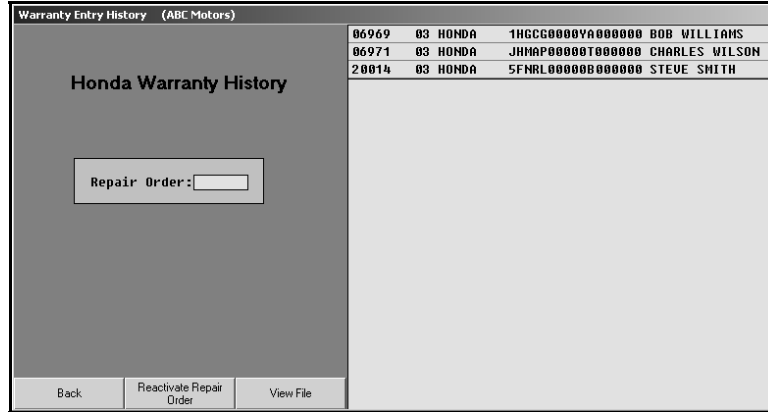 Warranty Entry History (ABC Motors)
06969 03 HONDA 1HGCG0000YA000000 BOB WILLIAMS
06971 03 HONDA JHMAP00000T000000 CHARLES WILSON
20014 03 HONDA 5FNRL00000B000000 STEVE SMITH
Honda Warranty History
Repair Order:
Back
Reactivate Repair
Order
View File